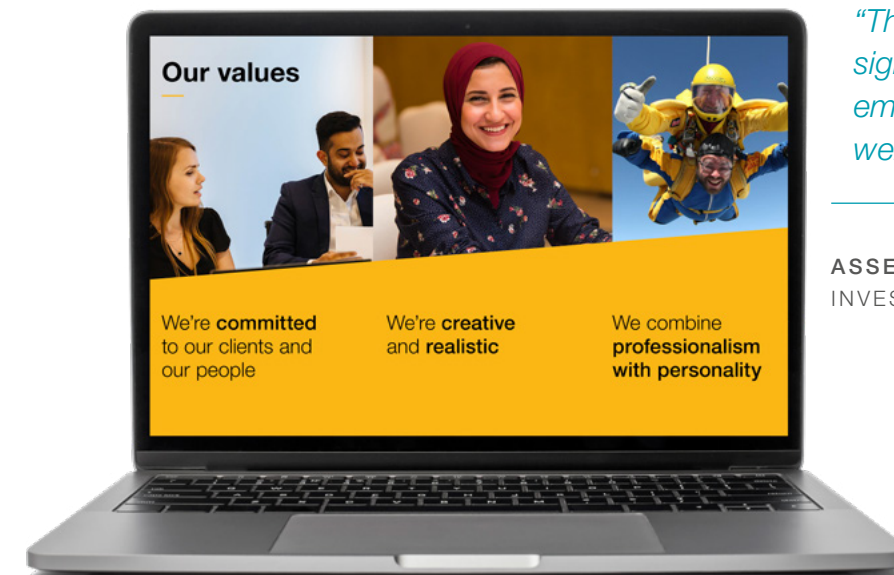 Our values
We're committed
to our clients and
our people
We're creative
and realistic
We combine
professionalism
with personality